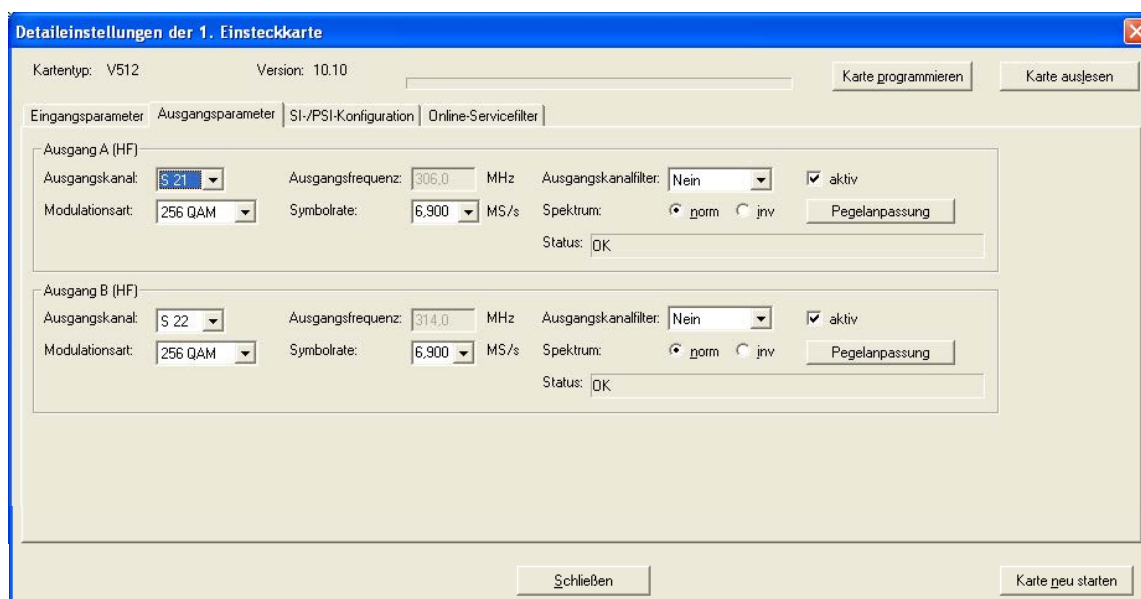 Detaileinstellungen der 1. Einsteckkarte
Kartentyp: V512 Version: 10.10 Karte programmieren Karte auslesen
Eingangsparameter Ausgangsparameter SI-/PSI-Konfiguration Online-Servicefilter
Ausgang A (HF)
Ausgangskanal: S 21 Ausgangsfrequenz: 306,0 MHz Ausgangskanalfilter: Nein aktiv
Modulationsart: 256 QAM Symbolrate: 6,900 MS/s Spektrum: norm inv Pegelanpassung
Status: OK
Ausgang B (HF)
Ausgangskanal: S 22 Ausgangsfrequenz: 314,0 MHz Ausgangskanalfilter: Nein aktiv
Modulationsart: 256 QAM Symbolrate: 6,900 MS/s Spektrum: norm inv Pegelanpassung
Status: OK
Schließen Karte neu starten